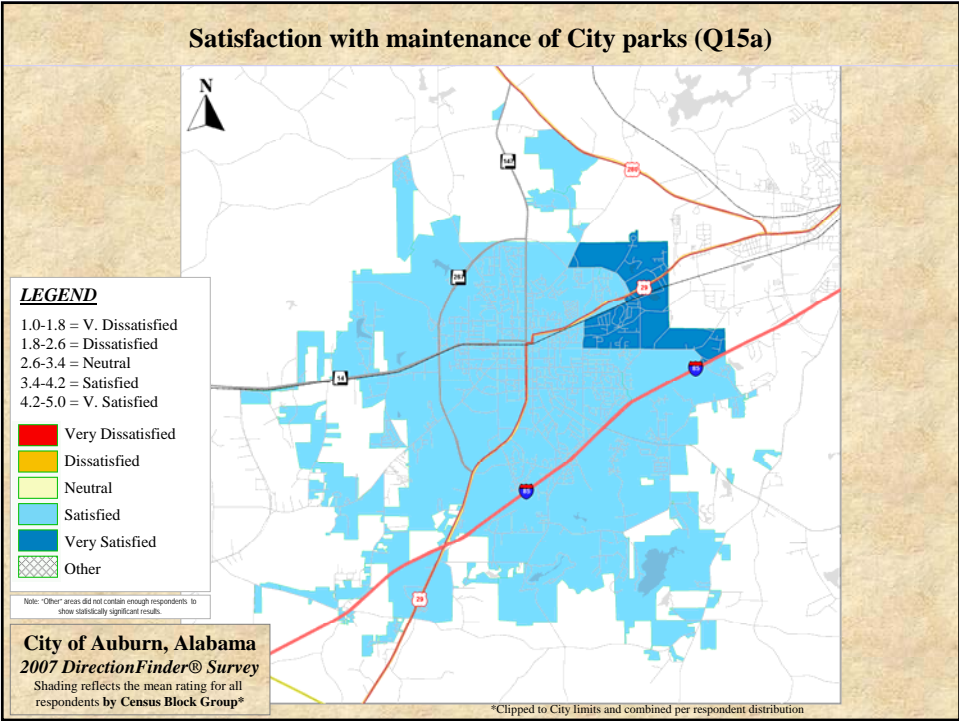 Satisfaction with maintenance of City parks (Q15a)
N
147
280
267
29
14
85
85
29
LEGEND
1.0-1.8 = V. Dissatisfied
1.8-2.6 = Dissatisfied
2.6-3.4 = Neutral
3.4-4.2 = Satisfied
4.2-5.0 = V. Satisfied
Very Dissatisfied
Dissatisfied
Neutral
Satisfied
Very Satisfied
Other
Note: "Other" areas did not contain enough respondents to
show statistically significant results.
City of Auburn, Alabama
2007 DirectionFinder® Survey
Shading reflects the mean rating for all
respondents by Census Block Group*
*Clipped to City limits and combined per respondent distribution